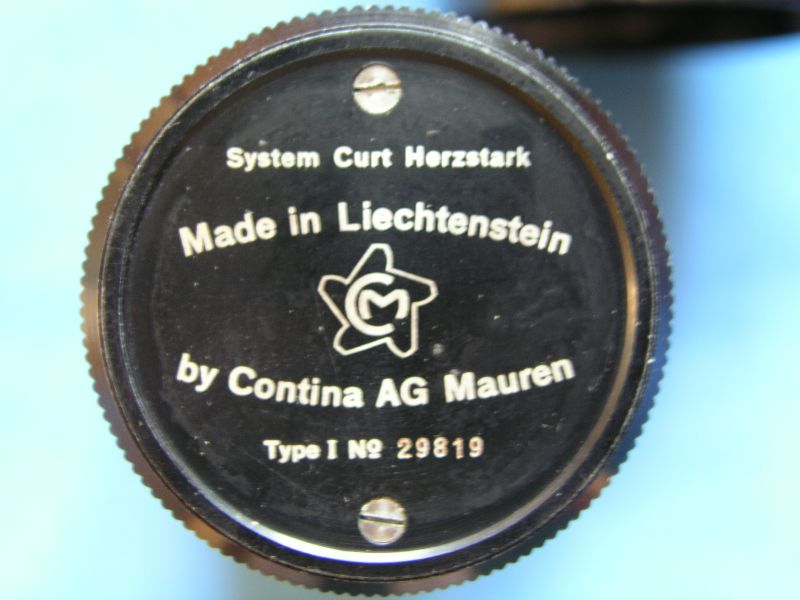 System Curt Herzstark
Made in Liechtenstein
CM
by Contina AG Mauren
Type I Nº 29819